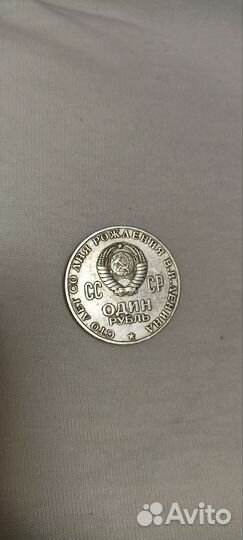 СТО ЛЕТ СО ДНЯ РОЖДЕНИЯ В.И.ЛЕНИНА
СС СР
ОДИН
РУБЛЬ
Avito